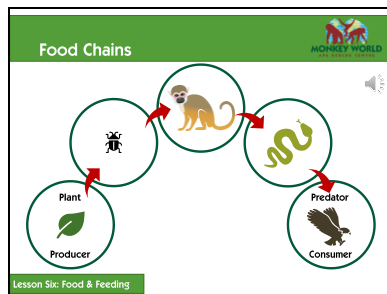 Food Chains
MONKEY WORLD
APE RESCUE CENTRE
Plant
Producer
Predator
Consumer
Lesson Six: Food & Feeding